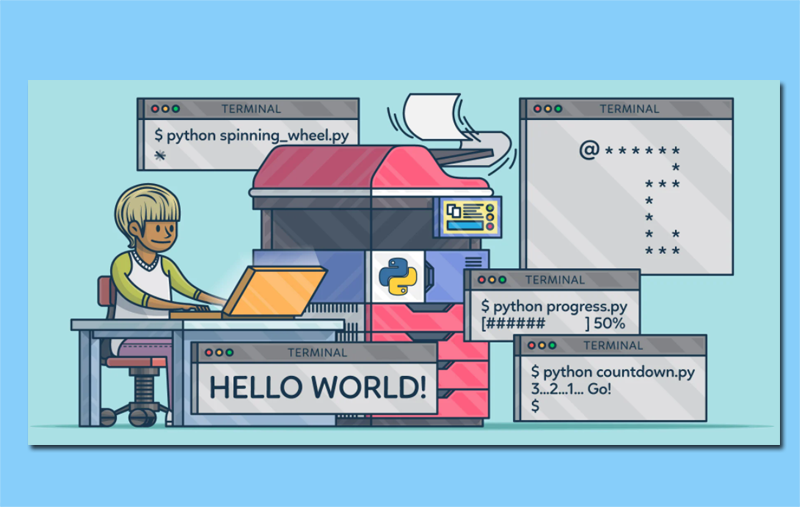 TERMINAL
$ python spinning_wheel.py
*
TERMINAL
@ * * * * * *
*
* * *
*
*
* *
* * *
TERMINAL
$ python progress.py
[###### ] 50%
TERMINAL
HELLO WORLD!
TERMINAL
$ python countdown.py
3...2...1... Go!
$